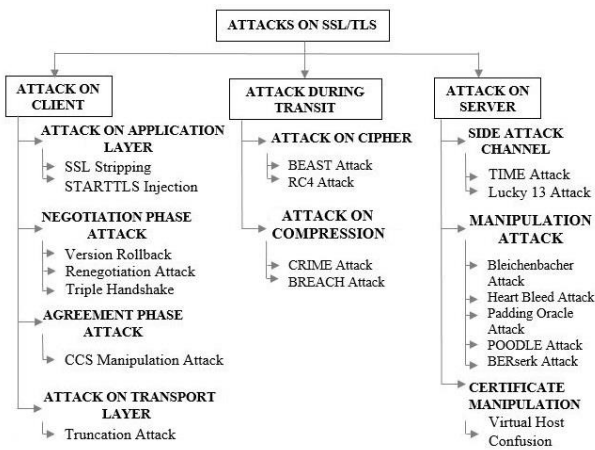 ATTACKS ON SSL/TLS
ATTACK ON
CLIENT
ATTACK ON APPLICATION
LAYER
SSL Stripping
STARTTLS Injection
NEGOTIATION PHASE
ATTACK
Version Rollback
Renegotiation Attack
Triple Handshake
AGREEMENT PHASE
ATTACK
CCS Manipulation Attack
ATTACK ON TRANSPORT
LAYER
Truncation Attack
ATTACK DURING
TRANSIT
ATTACK ON CIPHER
BEAST Attack
RC4 Attack
ATTACK ON
COMPRESSION
CRIME Attack
BREACH Attack
ATTACK ON
SERVER
SIDE ATTACK
CHANNEL
TIME Attack
Lucky 13 Attack
MANIPULATION
ATTACK
Bleichenbacher
Attack
Heart Bleed Attack
Padding Oracle
Attack
POODLE Attack
BERserk Attack
CERTIFICATE
MANIPULATION
Virtual Host
Confusion